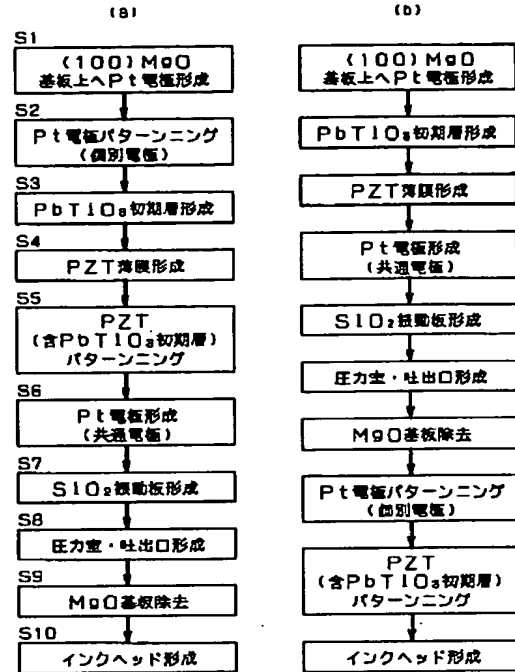 (a)
S1
(100)MgO
基板上へPt電極形成
S2
Pt電極パターンニング
(個別電極)
S3
PbTiO₃初期層形成
S4
PZT薄膜形成
S5
PZT
(含PbTiO₃初期層)
パターンニング
S6
Pt電極形成
(共通電極)
S7
SiO₂振動板形成
S8
圧力室・吐出口形成
S9
MgO基板除去
S10
インクヘッド形成
(b)
(100)MgO
基板上へPt電極形成
PbTiO₃初期層形成
PZT薄膜形成
Pt電極形成
(共通電極)
SiO₂振動板形成
圧力室・吐出口形成
MgO基板除去
Pt電極パターンニング
(個別電極)
PZT
(含PbTiO₃初期層)
パターンニング
インクヘッド形成